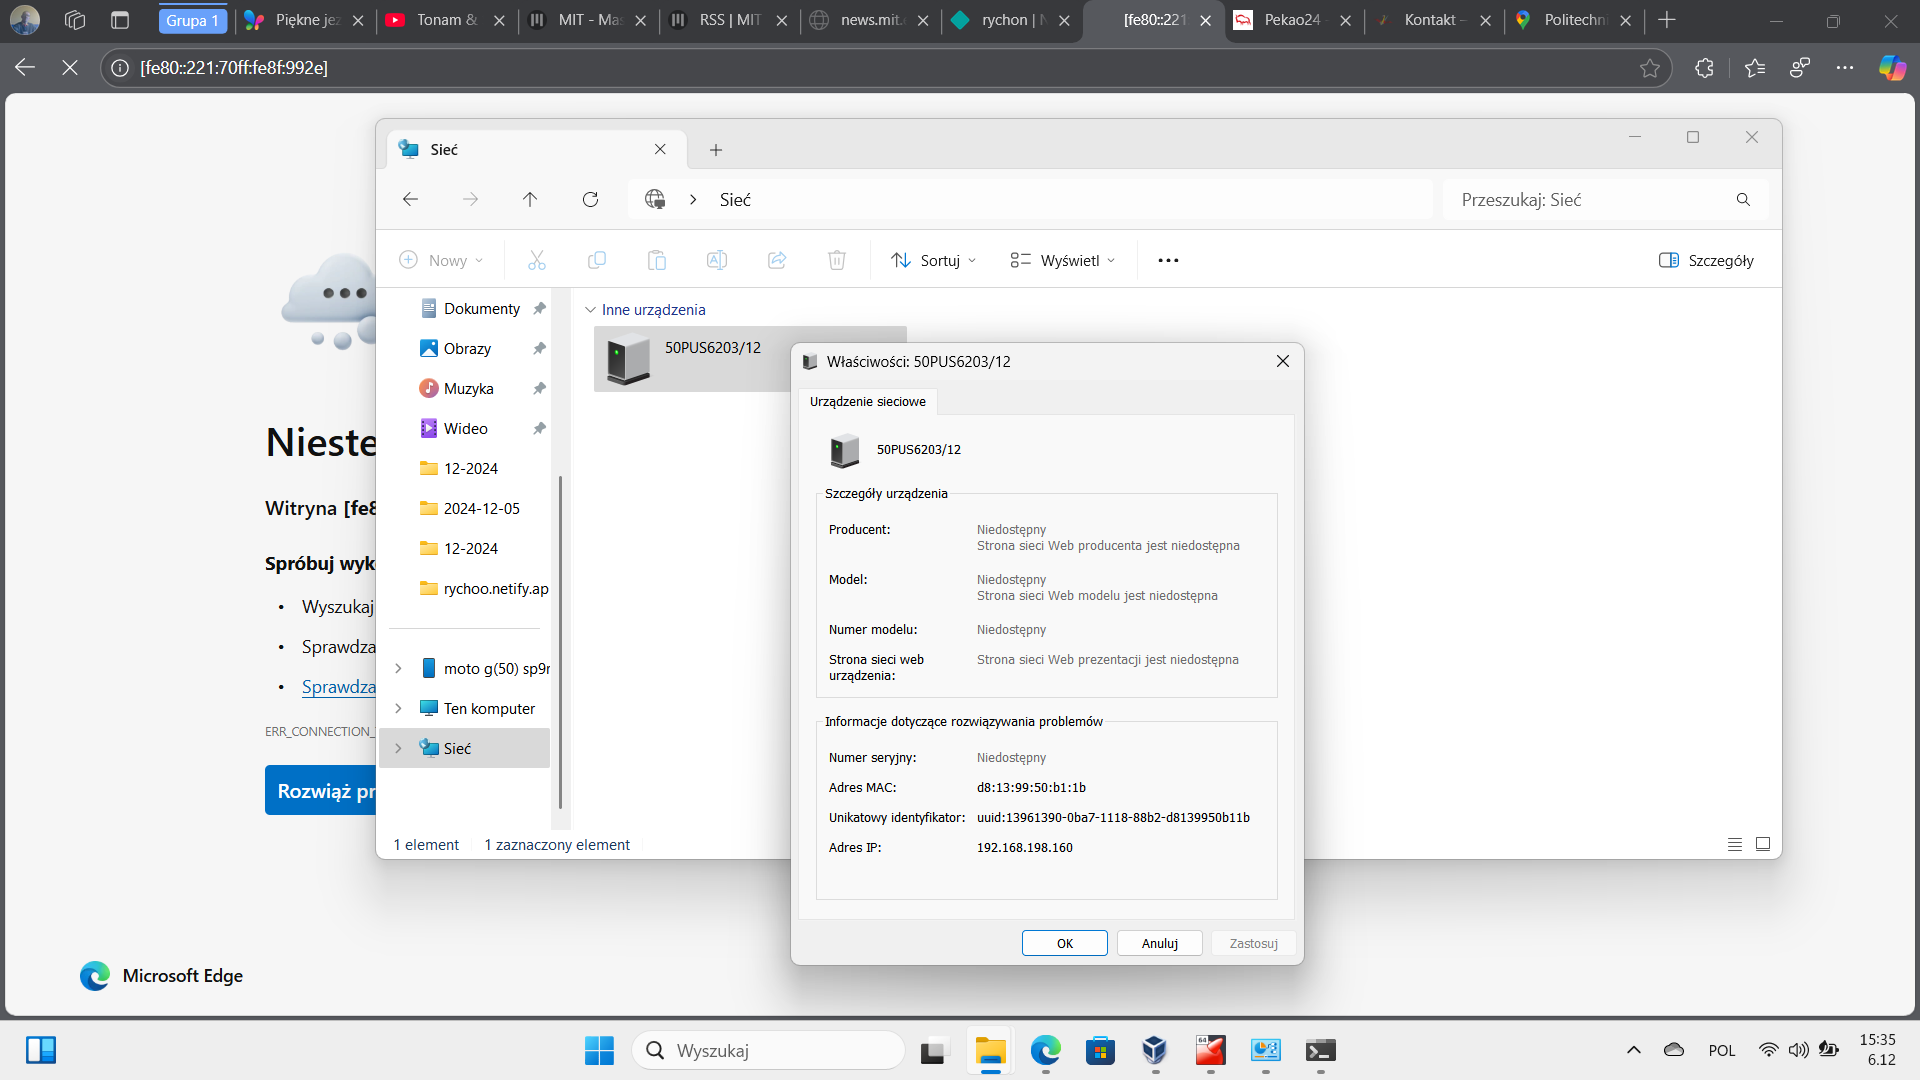 Grupa 1
Piękne jez
Tonam &
MIT - Mas
RSS | MIT
news.mit.
rychon | N
[fe80::221
Pekao24
Kontakt –
Politechni
[fe80::221:70ff:fe8f:992e]
Sieć
Sieć
Przeszukaj: Sieć
Nowy
Sortuj
Wyświetl
Szczegóły
Dokumenty
Obrazy
Muzyka
Wideo
12-2024
2024-12-05
12-2024
rychoo.netify.ap
moto g(50) sp9r
Ten komputer
Sieć
Inne urządzenia
50PUS6203/12
1 element
1 zaznaczony element
Właściwości: 50PUS6203/12
Urządzenie sieciowe
50PUS6203/12
Szczegóły urządzenia
Producent:
Niedostępny
Strona sieci Web producenta jest niedostępna
Model:
Niedostępny
Strona sieci Web modelu jest niedostępna
Numer modelu:
Niedostępny
Strona sieci web
urządzenia:
Strona sieci Web prezentacji jest niedostępna
Informacje dotyczące rozwiązywania problemów
Numer seryjny:
Niedostępny
Adres MAC:
d8:13:99:50:b1:1b
Unikatowy identyfikator:
uuid:13961390-0ba7-1118-88b2-d8139950b11b
Adres IP:
192.168.198.160
OK
Anuluj
Zastosuj
Nieste
Witryna [fe8
Spróbuj wyk
• Wyszukaj
• Sprawdza
• Sprawdza
ERR_CONNECTION_
Rozwiąż pr
Microsoft Edge
Wyszukaj
64
POL
15:35
6.12